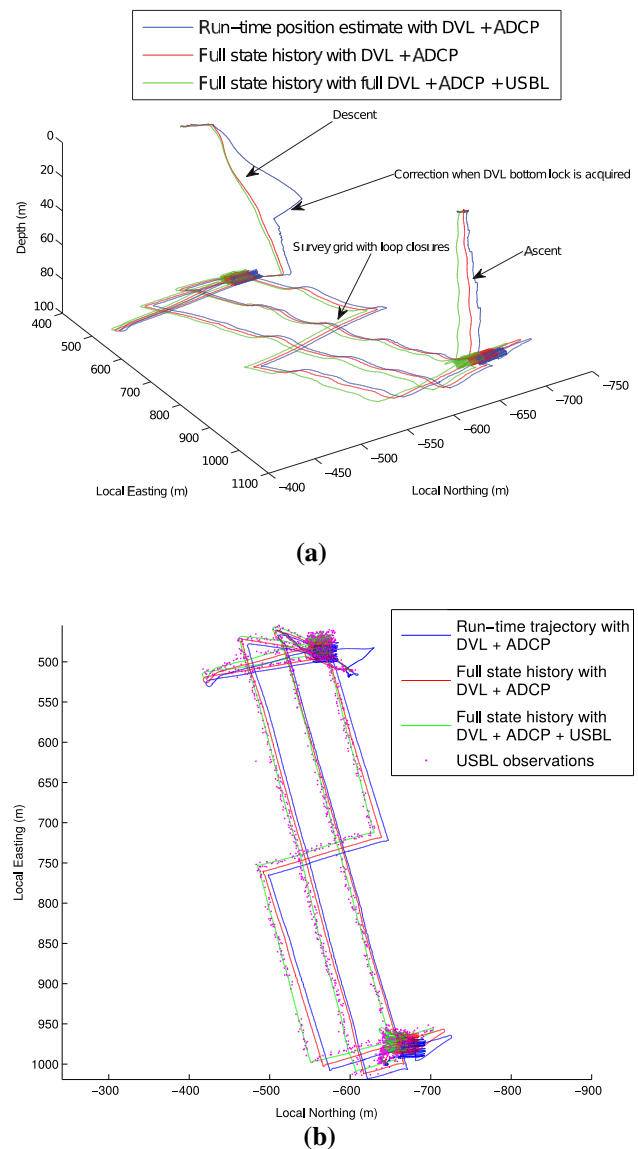 Run−time position estimate with DVL +ADCP
Full state history with DVL +ADCP
Full state history with full DVL +ADCP +USBL
Descent
Correction when DVL bottom lock is acquired
Survey grid with loop closures
Ascent
0
20
40
60
80
100
Depth (m)
400
500
600
700
800
900
1000
1100
Local Easting (m)
−400
−450
−500
−550
−600
−650
−700
−750
Local Northing (m)
(a)
Run−time trajectory with
DVL + ADCP
Full state history with
DVL + ADCP
Full state history with
DVL + ADCP + USBL
USBL observations
500
550
600
650
700
750
800
850
900
950
1000
Local Easting (m)
−300
−400
−500
−600
−700
−800
−900
Local Northing (m)
(b)